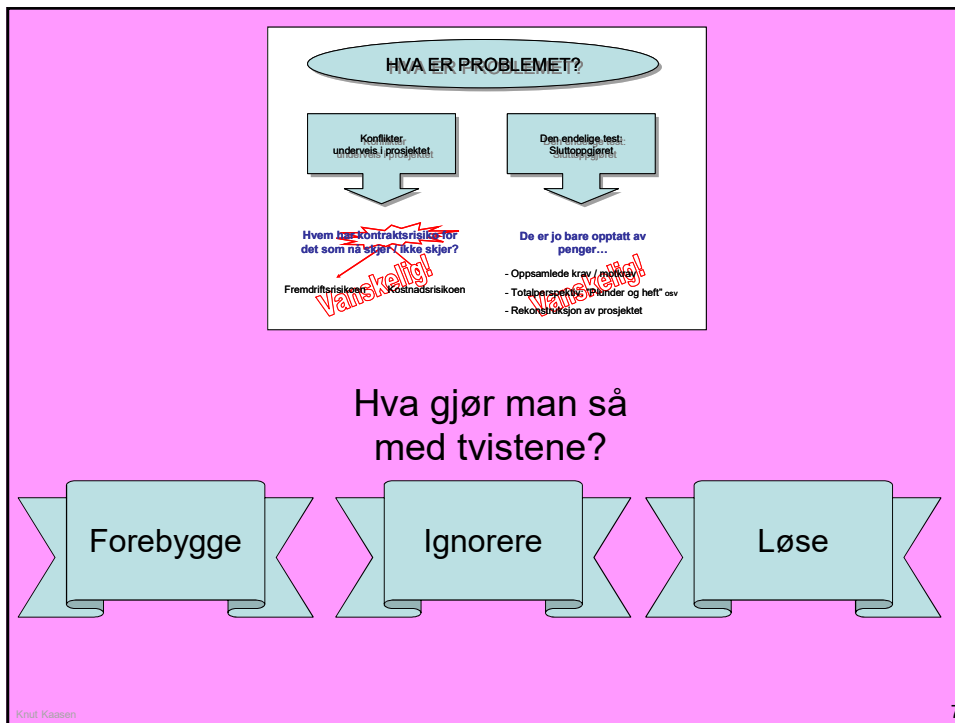 HVA ER PROBLEMET?
Konflikter
underveis i prosjektet
Den endelige test:
Sluttoppgjøret
Hvem har kontraktsrisiko for
det som nå skjer / ikke skjer?
Fremdriftsrisikoen
Kostnadsrisikoen
Vanskelig!
De er jo bare opptatt av
penger…
- Oppsamlede krav / motkrav
- Totalperspektiv: "Plunder og heft" osv
- Rekonstruksjon av prosjektet
Vanskelig!
Hva gjør man så
med tvistene?
Forebygge
Ignorere
Løse
Knut Kaasen
7